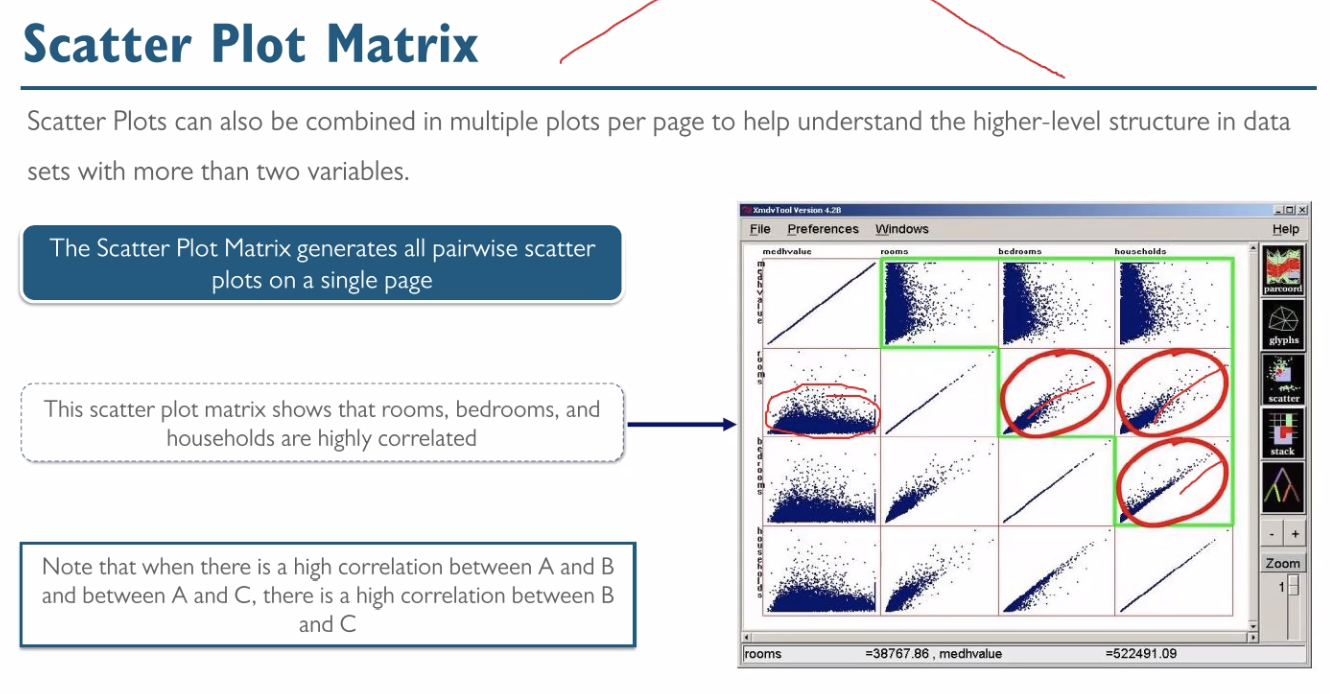 Scatter Plot Matrix
Scatter Plots can also be combined in multiple plots per page to help understand the higher-level structure in data
sets with more than two variables.
The Scatter Plot Matrix generates all pairwise scatter
plots on a single page
This scatter plot matrix shows that rooms, bedrooms, and
households are highly correlated
Note that when there is a high correlation between A and B
and between A and C, there is a high correlation between B
and C
XmdvTool Version 4.2B
File Preferences Windows Help
medhvalue rooms bedrooms households
medhvalue
rooms
bedrooms
households
parcoord
glyphs
scatter
stack
- +
Zoom
1
rooms =38767.86 , medhvalue =522491.09